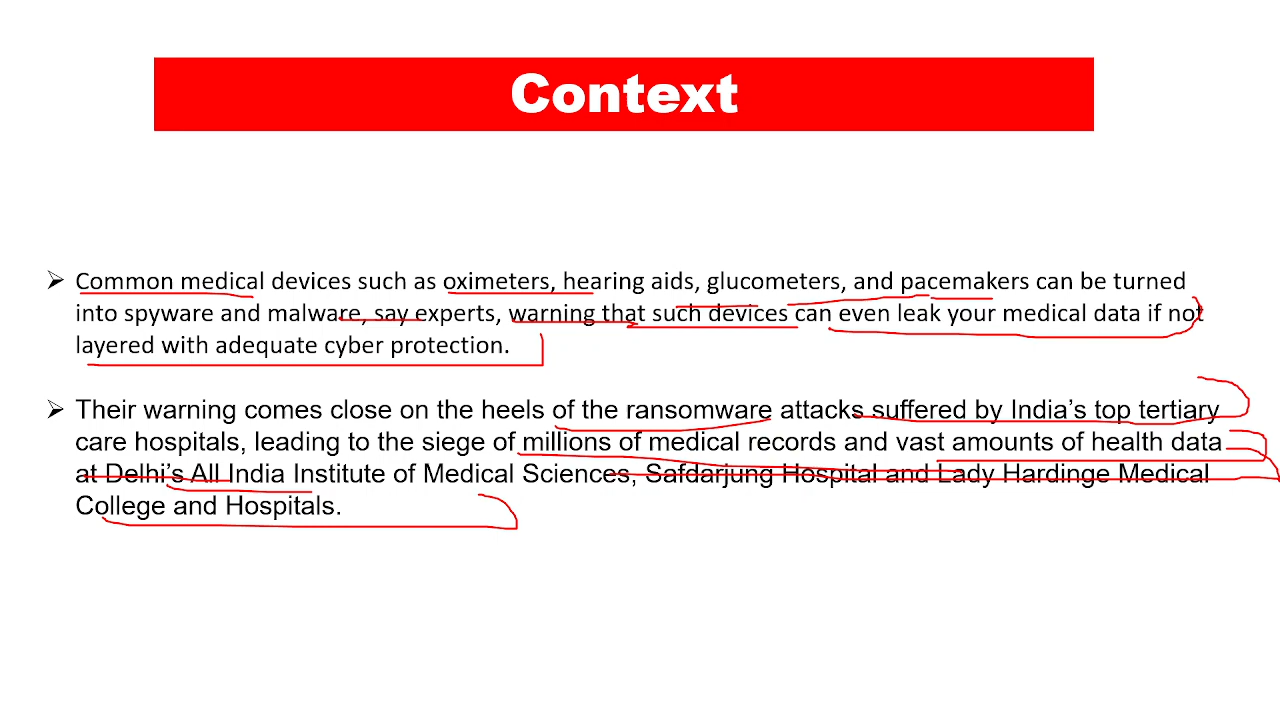 Context
➢ Common medical devices such as oximeters, hearing aids, glucometers, and pacemakers can be turned
into spyware and malware, say experts, warning that such devices can even leak your medical data if not
layered with adequate cyber protection.
➢ Their warning comes close on the heels of the ransomware attacks suffered by India’s top tertiary
care hospitals, leading to the siege of millions of medical records and vast amounts of health data
at Delhi’s All India Institute of Medical Sciences, Safdarjung Hospital and Lady Hardinge Medical
College and Hospitals.